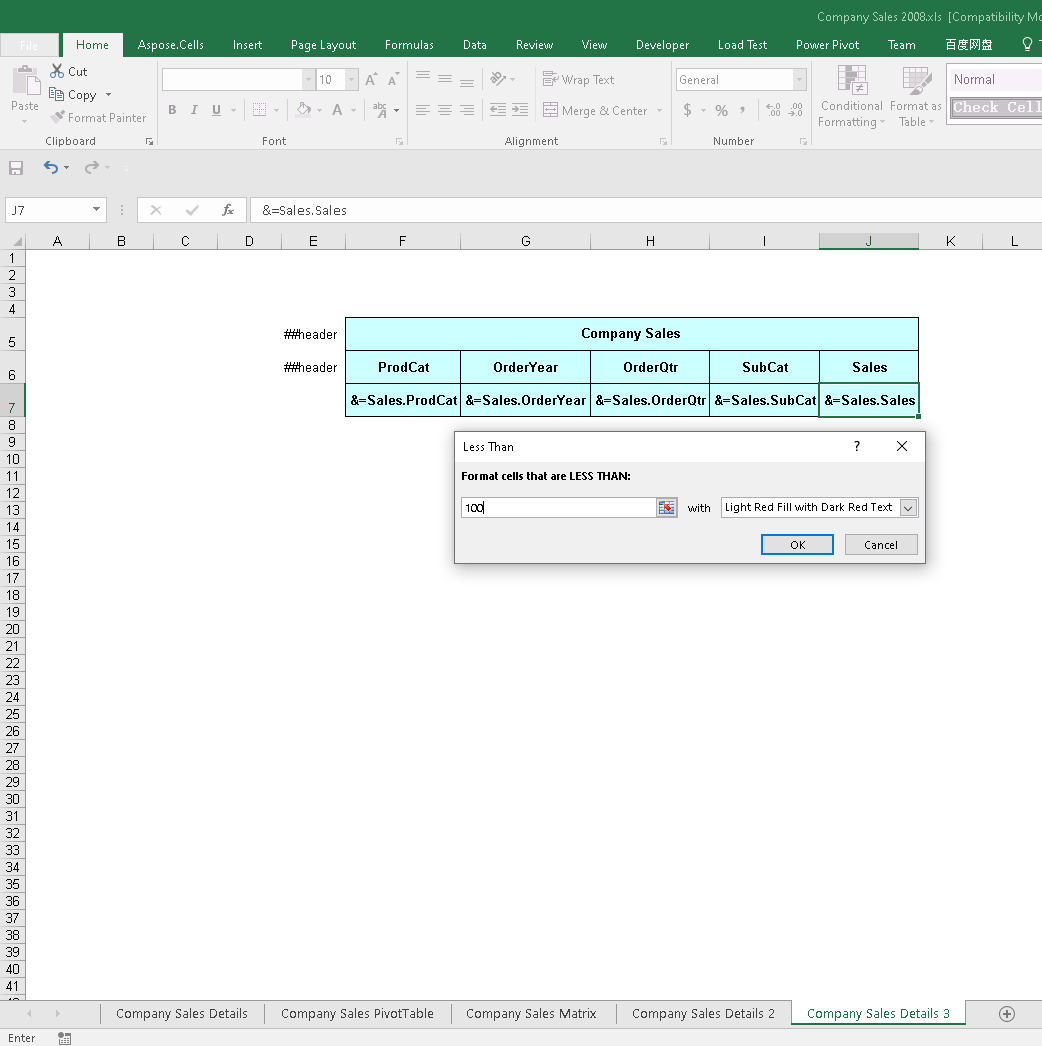 Company Sales 2008.xls [Compatibility Mo
File Home Aspose.Cells Insert Page Layout Formulas Data Review View Developer Load Test Power Pivot Team 百度网盘
Cut
Copy
Format Painter
Paste
Clipboard
10
B I U
A
abc
Font
Wrap Text
Merge & Center
Alignment
General
$ % ,
Number
Conditional
Formatting
Format as
Table
Normal
Check Cell
J7
fx
&=Sales.Sales
A B C D E F G H I J K L
1
2
3
4
5 ##header Company Sales
6 ##header ProdCat OrderYear OrderQtr SubCat Sales
7 &=Sales.ProdCat &=Sales.OrderYear &=Sales.OrderQtr &=Sales.SubCat &=Sales.Sales
8
9
10
11
12
13
14
15
16
17
18
19
20
21
22
23
24
25
26
27
28
29
30
31
32
33
34
35
36
37
38
39
40
41
Less Than ?
Format cells that are LESS THAN:
100 with Light Red Fill with Dark Red Text
OK Cancel
Company Sales Details Company Sales PivotTable Company Sales Matrix Company Sales Details 2 Company Sales Details 3
Enter